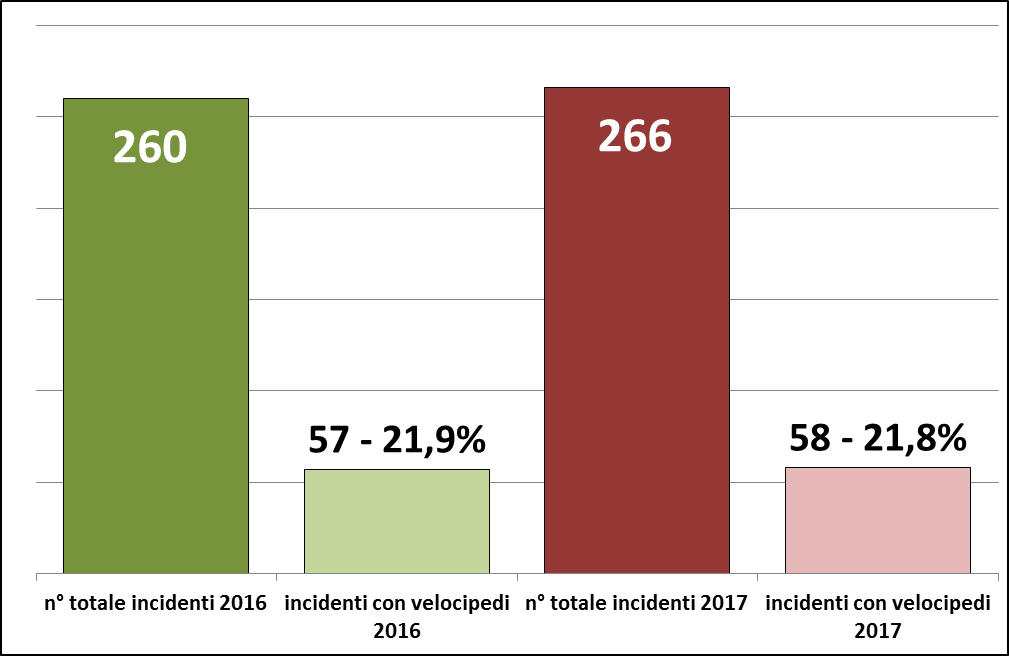 260
57 - 21,9%
266
58 - 21,8%
n° totale incidenti 2016
incidenti con velocipedi
2016
n° totale incidenti 2017
incidenti con velocipedi
2017